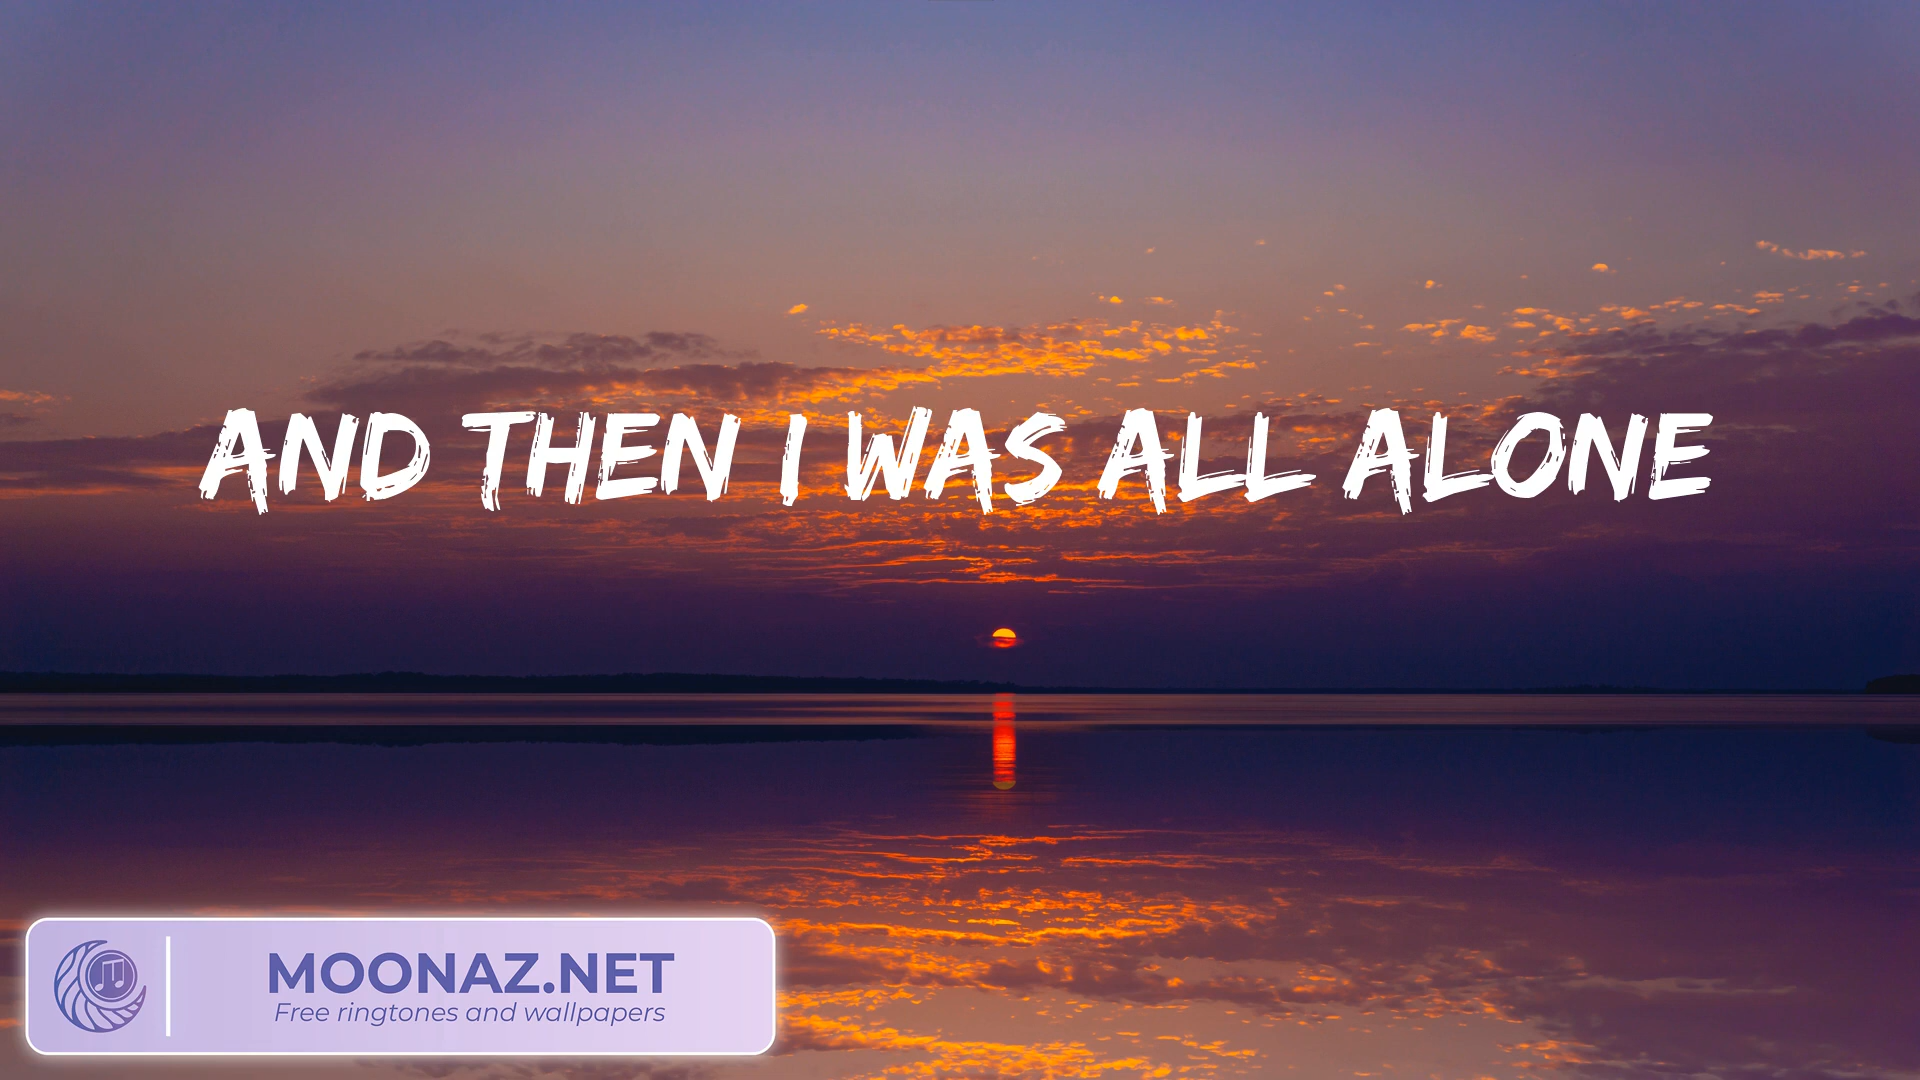 AND THEN I WAS ALL ALONE
MOONAZ.NET
Free ringtones and wallpapers